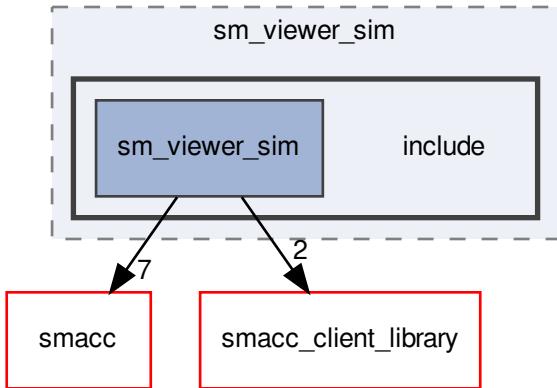 sm_viewer_sim
sm_viewer_sim
include
7
2
smacc
smacc_client_library